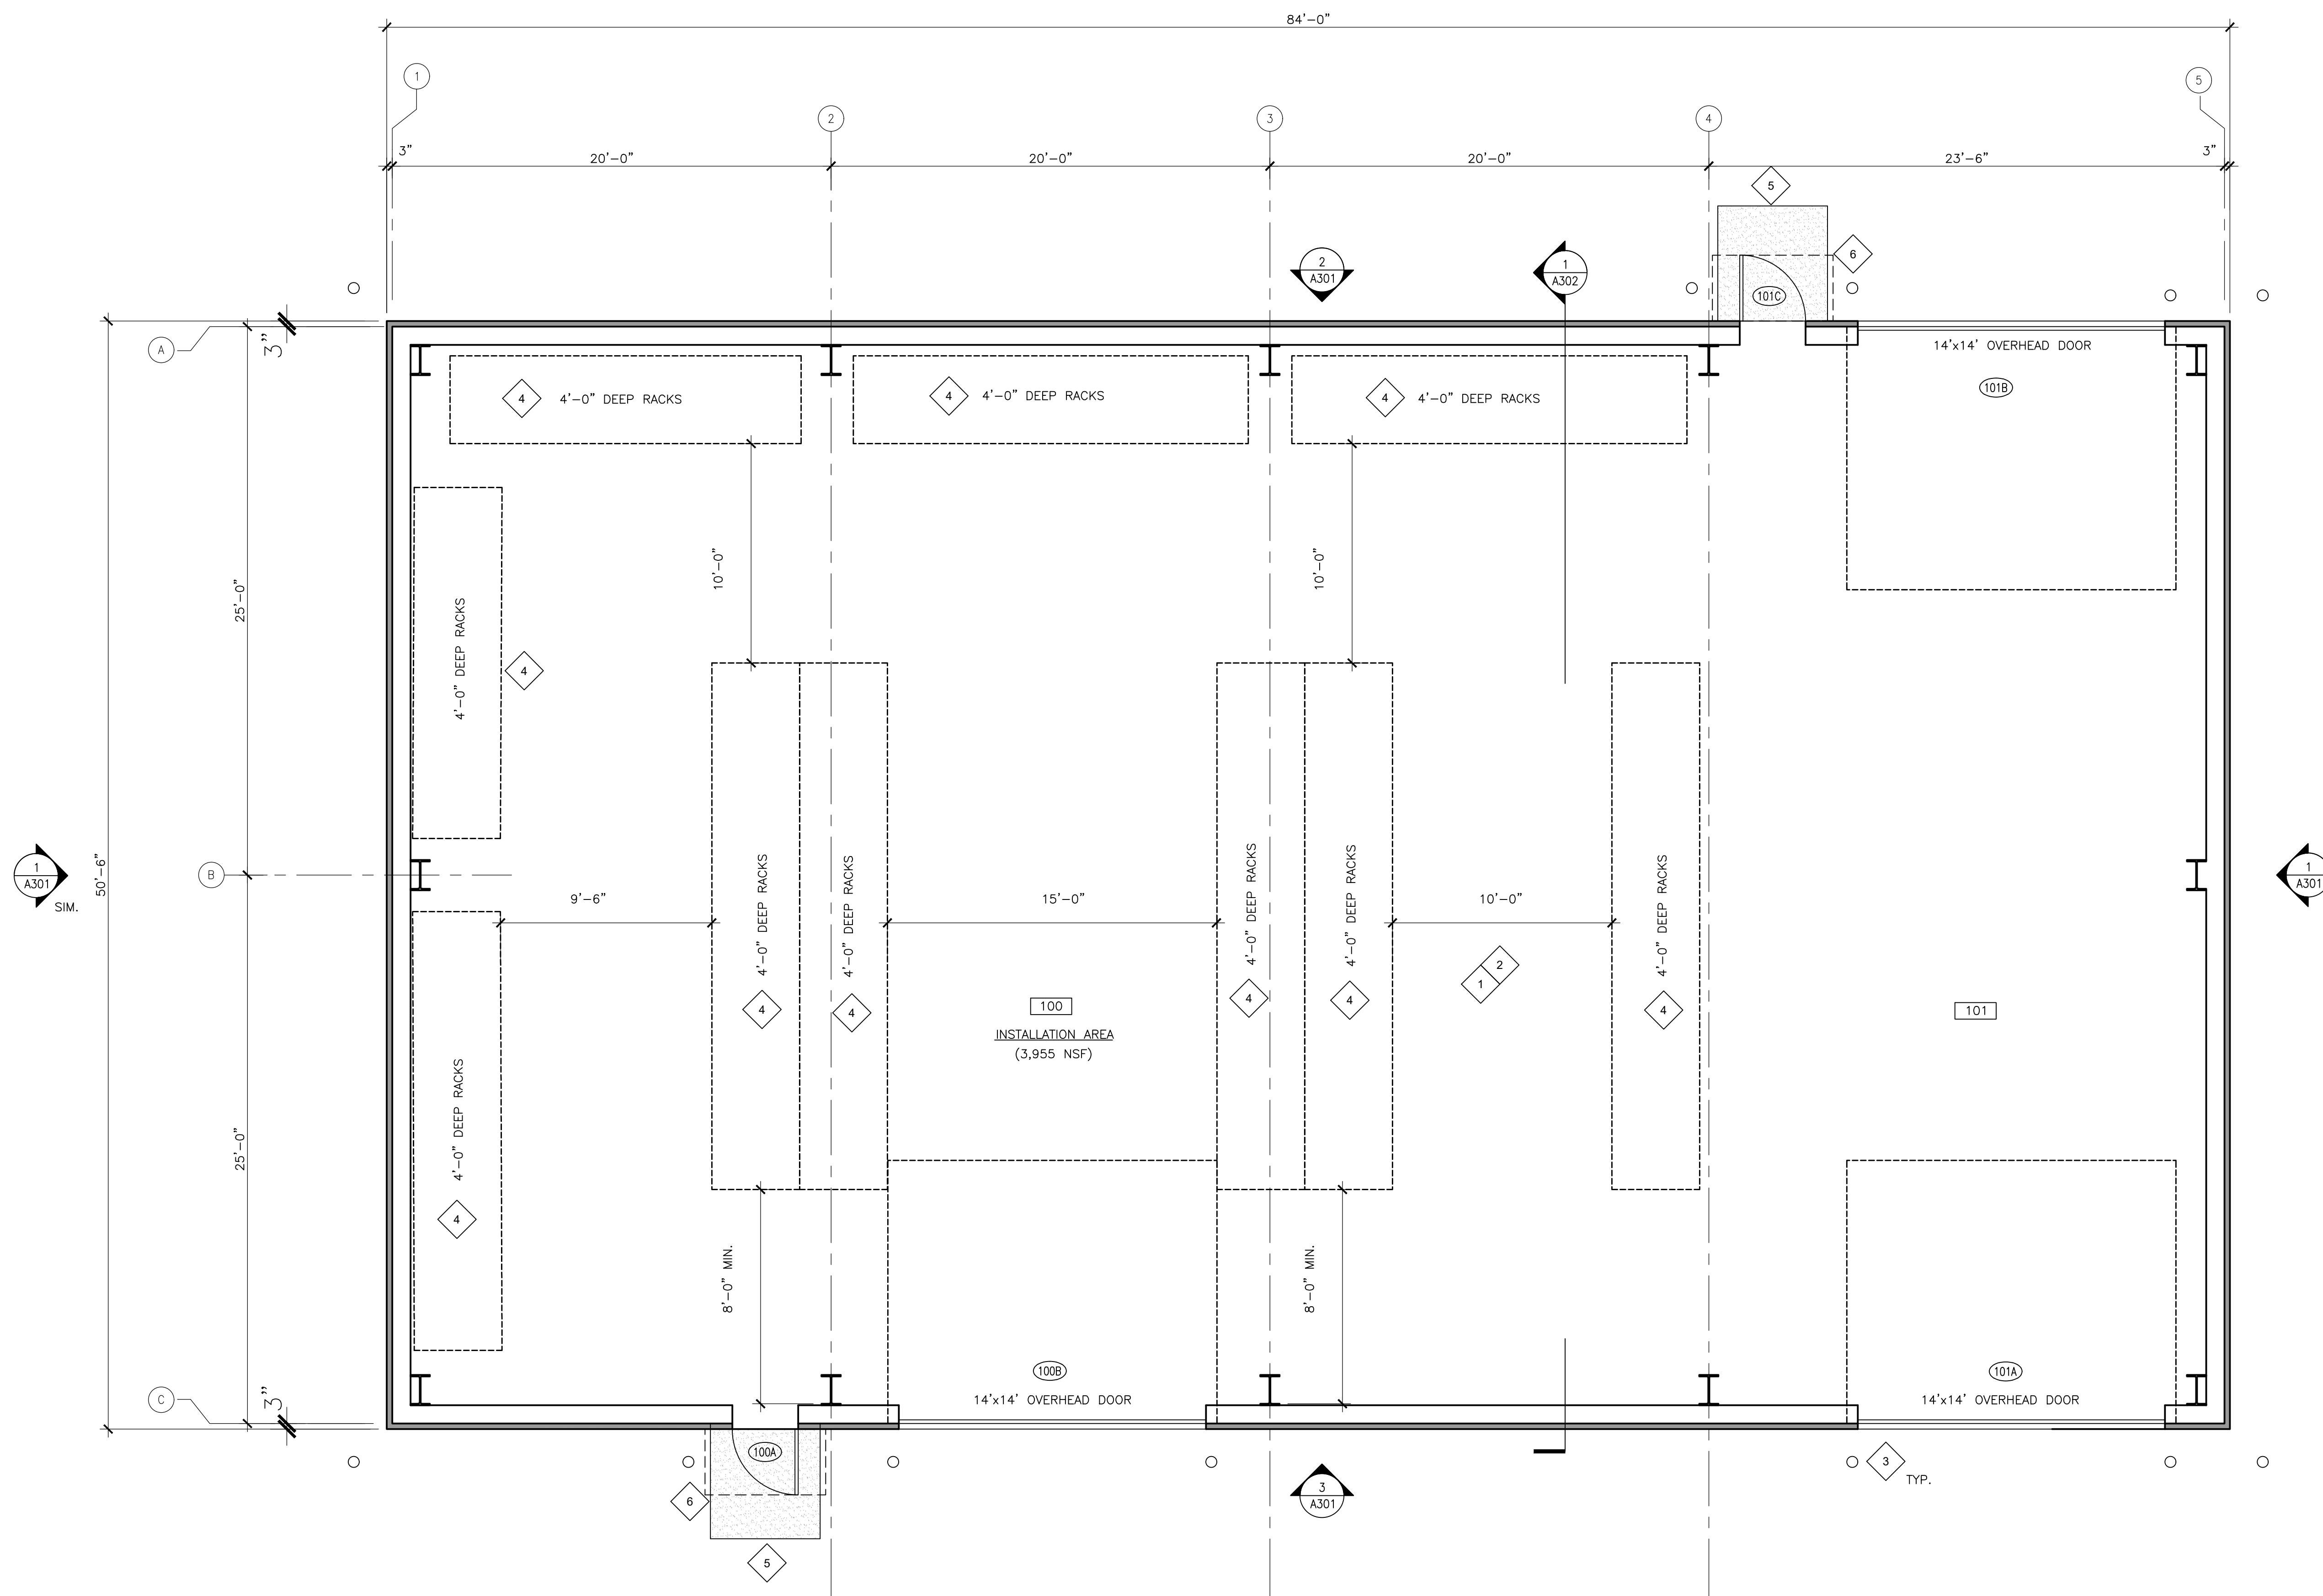 84'-0"
1
5
2
3
4
3"
20'-0"
20'-0"
20'-0"
23'-6"
3"
5
2
A301
1
A302
6
101C
A
3"
14'x14' OVERHEAD DOOR
101B
4
4'-0" DEEP RACKS
4
4'-0" DEEP RACKS
4
4'-0" DEEP RACKS
10'-0"
10'-0"
25'-0"
4'-0" DEEP RACKS
4
50'-6"
1
A301
SIM.
B
1
A301
9'-6"
15'-0"
10'-0"
4'-0" DEEP RACKS
4'-0" DEEP RACKS
4'-0" DEEP RACKS
4'-0" DEEP RACKS
4'-0" DEEP RACKS
1
2
4
4
4
4
4
100
INSTALLATION AREA
(3,955 NSF)
101
25'-0"
4'-0" DEEP RACKS
4
8'-0" MIN.
8'-0" MIN.
100B
14'x14' OVERHEAD DOOR
101A
14'x14' OVERHEAD DOOR
C
3"
100A
6
5
3
A301
3
TYP.